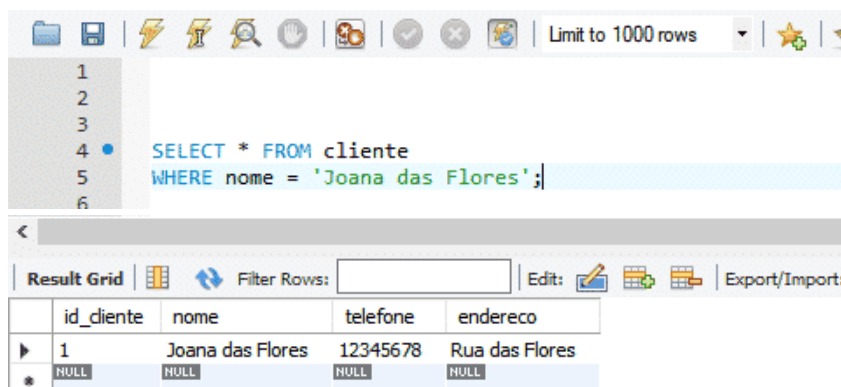 Limit to 1000 rows
1
2
3
4 SELECT * FROM cliente
5 WHERE nome = 'Joana das Flores';
6
Result Grid Filter Rows: Edit: Export/Import:
id_cliente nome telefone endereco
1 Joana das Flores 12345678 Rua das Flores
NULL NULL NULL NULL